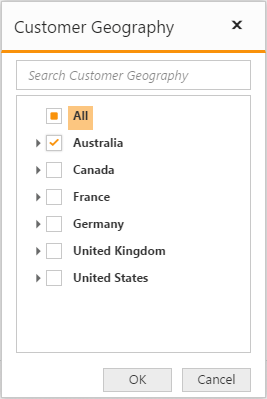 Customer Geography
Search Customer Geography
All
Australia
Canada
France
Germany
United Kingdom
United States
OK Cancel